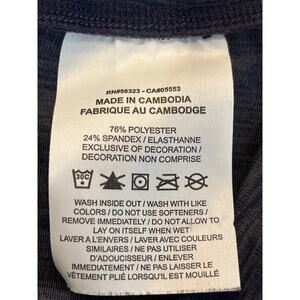 RN#56323 - CA#05553
MADE IN CAMBODIA
FABRIQUE AU CAMBODGE
76% POLYESTER
24% SPANDEX / ELASTHANNE
EXCLUSIVE OF DECORATION /
DECORATION NON COMPRISE
30C
WASH INSIDE OUT / WASH WITH LIKE
COLORS / DO NOT USE SOFTENERS /
REMOVE IMMEDIATELY / DO NOT ALLOW TO
LAY ON ITSELF WHEN WET
LAVER A L'ENVERS / LAVER AVEC COULEURS
SIMILAIRES / NE PAS UTILISER
D'ADOUCISSEUR / ENLEVER
IMMEDIATEMENT / NE PAS LAISSER LE
VÊTEMENT PLIÉ LORSQU'IL EST MOUILLÉ